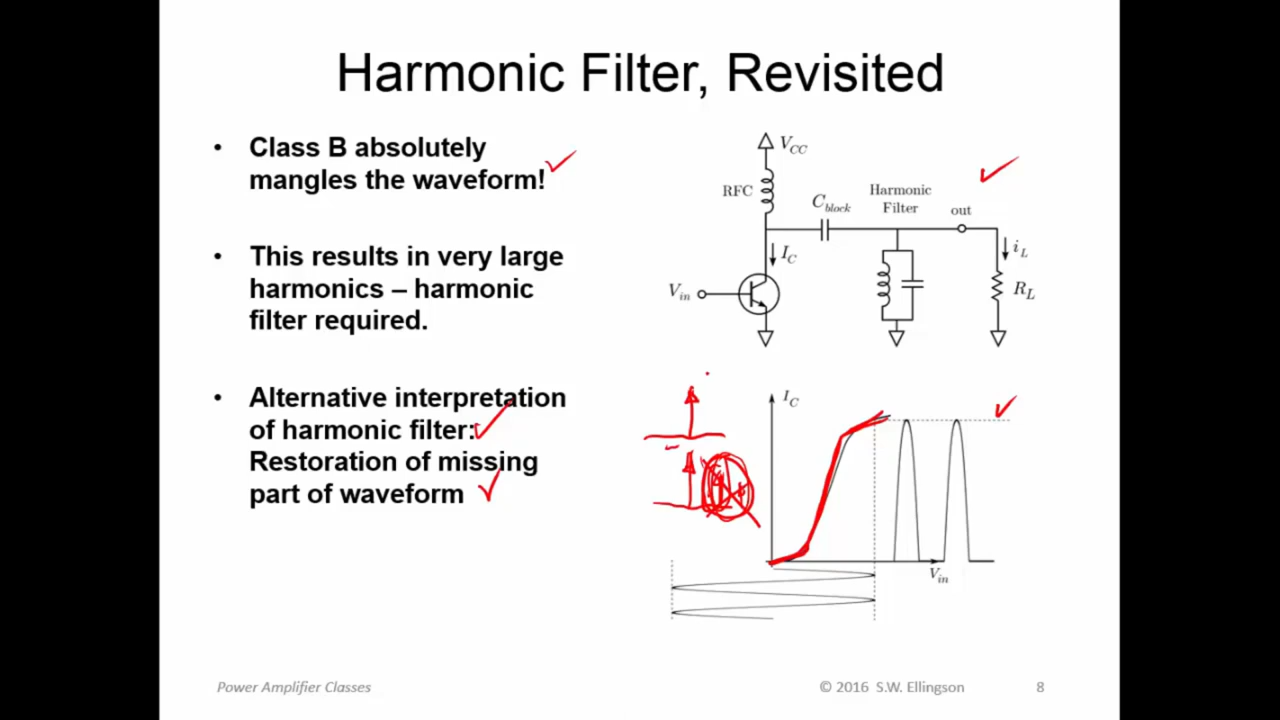 Harmonic Filter, Revisited
• Class B absolutely
mangles the waveform!
• This results in very large
harmonics – harmonic
filter required.
• Alternative interpretation
of harmonic filter:
Restoration of missing
part of waveform
V_CC
RFC
C_block
Harmonic
Filter
out
I_C
i_L
V_in
R_L
I_C
V_in
Power Amplifier Classes
© 2016 S.W. Ellingson
8